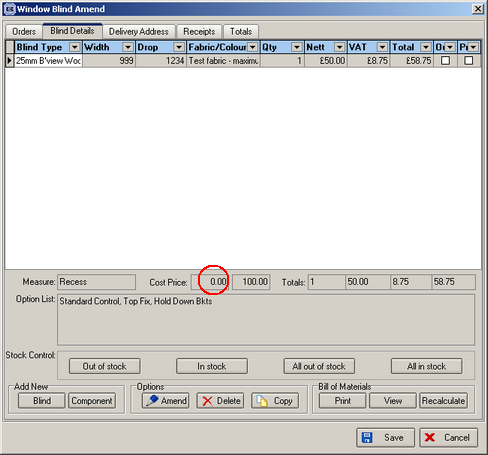 Window Blind Amend
Orders Blind Details Delivery Address Receipts Totals
Blind Type Width Drop Fabric/Colour Qty Nett VAT Total
25mm B'view Woo 999 1234 Test fabric - maximu 1 £50.00 £8.75 £58.75
Measure: Recess Cost Price: 0.00 100.00 Totals: 1 50.00 8.75 58.75
Option List: Standard Control, Top Fix, Hold Down Bkts
Stock Control: Out of stock In stock All out of stock All in stock
Add New Options Bill of Materials
Blind Component Amend Delete Copy Print View Recalculate
Save Cancel